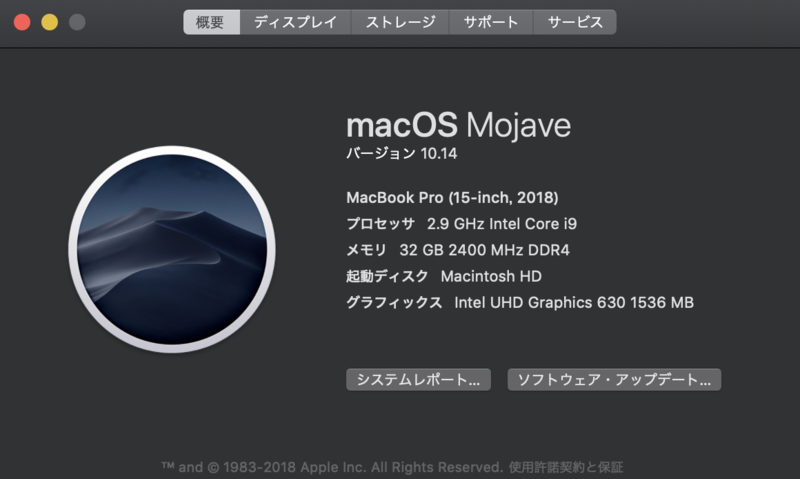 概要 ディスプレイ ストレージ サポート サービス
macOS Mojave
バージョン 10.14
MacBook Pro (15-inch, 2018)
プロセッサ 2.9 GHz Intel Core i9
メモリ 32 GB 2400 MHz DDR4
起動ディスク Macintosh HD
グラフィックス Intel UHD Graphics 630 1536 MB
システムレポート... ソフトウェア・アップデート...
™ and © 1983-2018 Apple Inc. All Rights Reserved. 使用許諾契約と保証